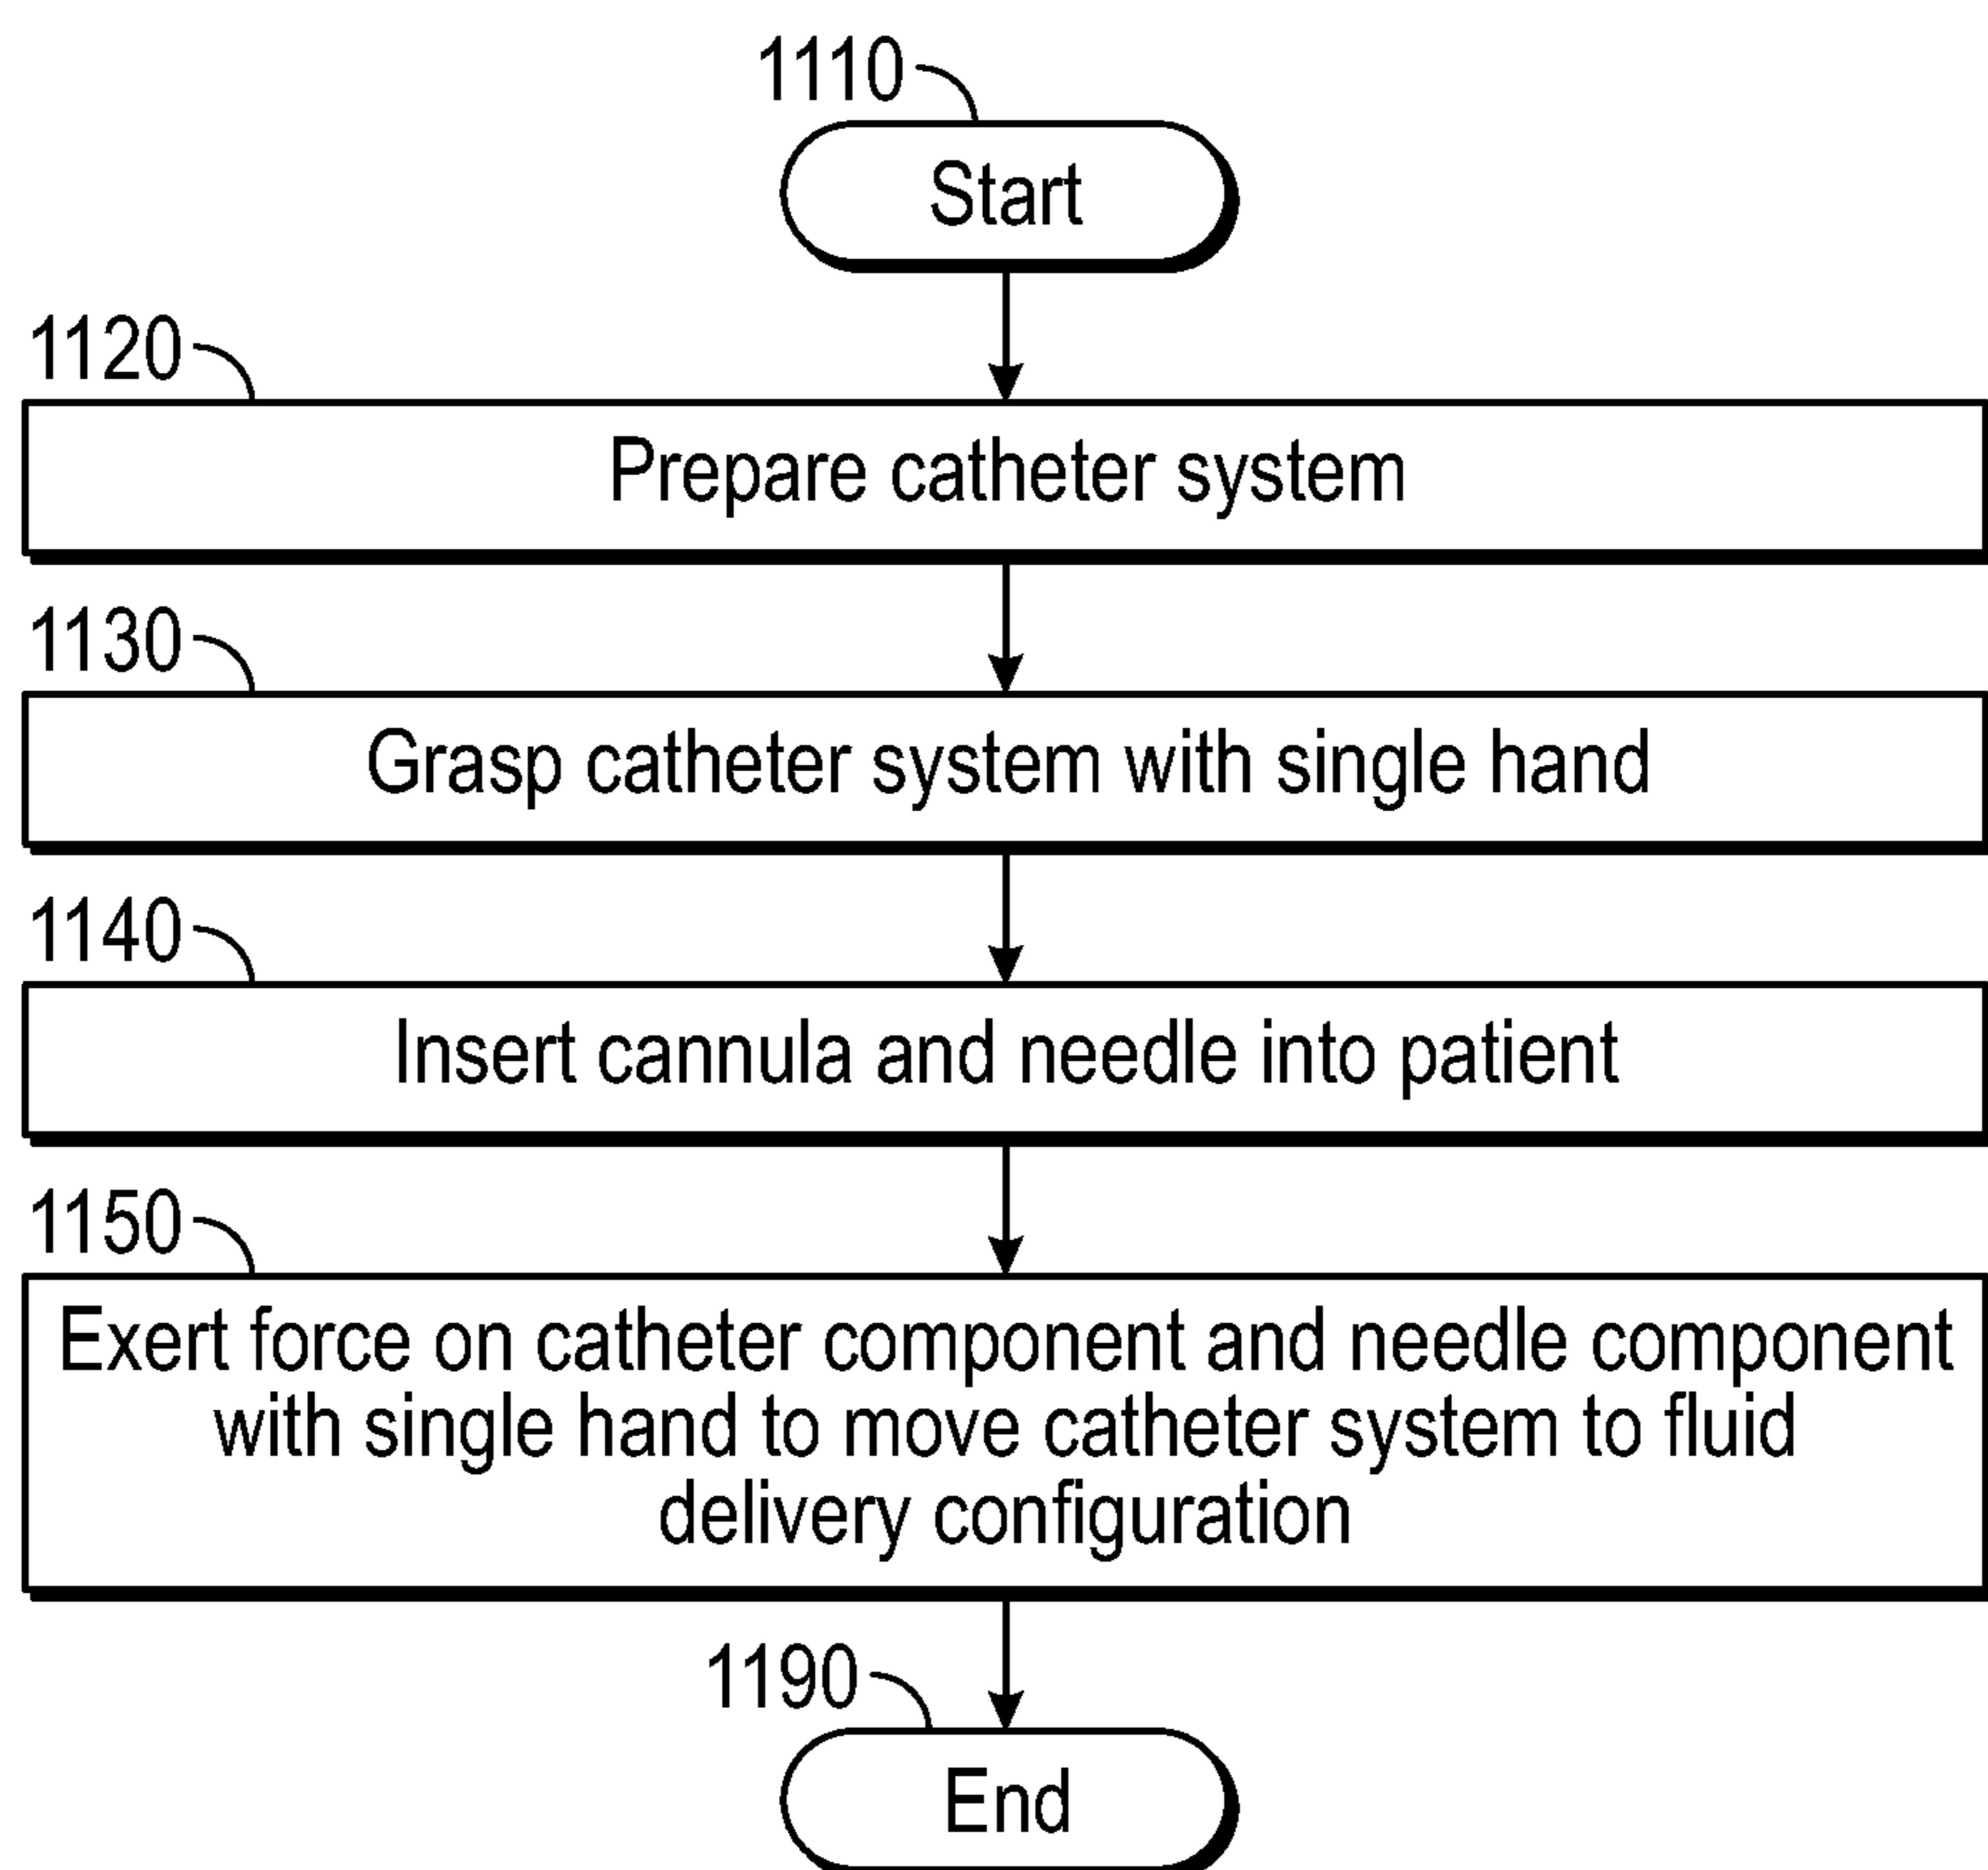 1110
Start
1120
Prepare catheter system
1130
Grasp catheter system with single hand
1140
Insert cannula and needle into patient
1150
Exert force on catheter component and needle component
with single hand to move catheter system to fluid
delivery configuration
1190
End